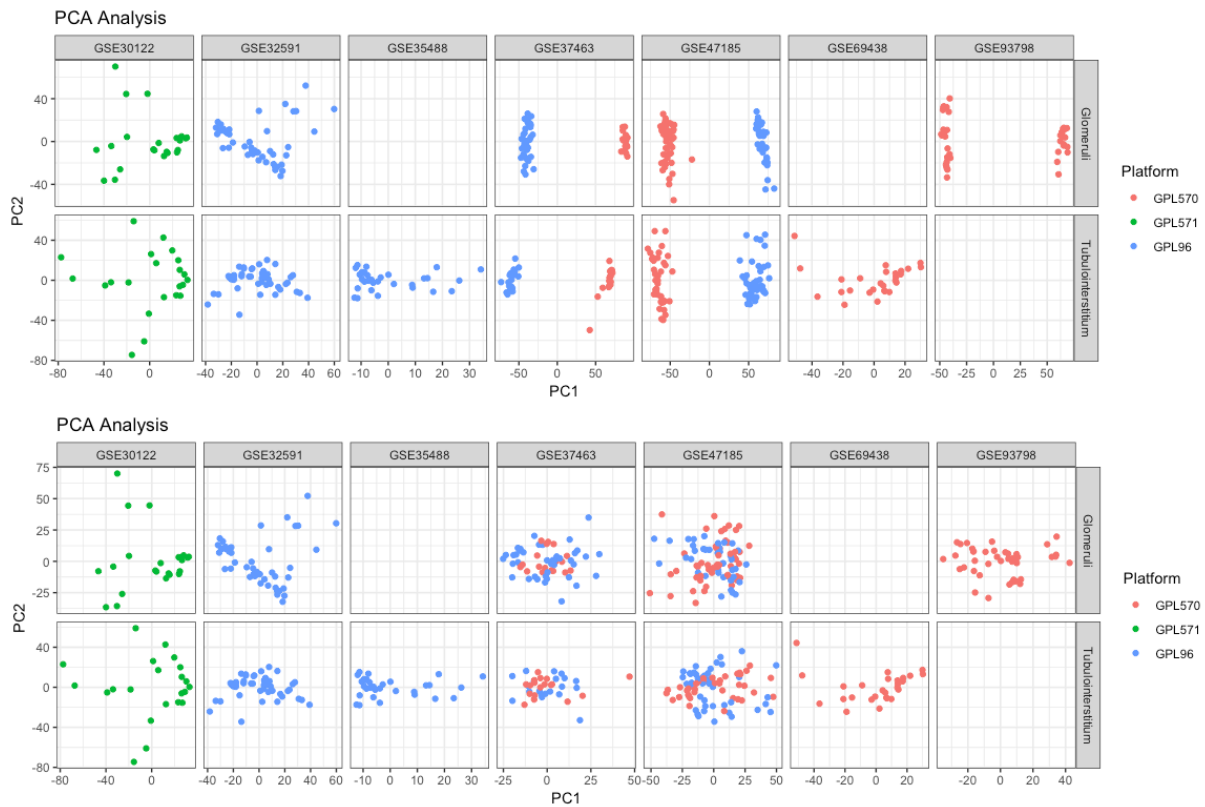 PCA Analysis
GSE30122 GSE32591 GSE35488 GSE37463 GSE47185 GSE69438 GSE93798
40
0
-40
Glomeruli
PC2
40
0
-40
-80
Tubulointerstitium
-80 -40 0 -40 -20 0 20 40 60 -10 0 10 20 30 -50 0 50 -50 0 50 -40 -20 0 20 -50 -25 0 25 50
PC1
Platform
GPL570
GPL571
GPL96
PCA Analysis
GSE30122 GSE32591 GSE35488 GSE37463 GSE47185 GSE69438 GSE93798
75
50
25
0
-25
Glomeruli
PC2
40
0
-40
-80
Tubulointerstitium
-80 -40 0 -40 -20 0 20 40 60 -10 0 10 20 30 -25 0 25 50 -50 -25 0 25 50 -40 -20 0 20 -20 0 20 40
PC1
Platform
GPL570
GPL571
GPL96